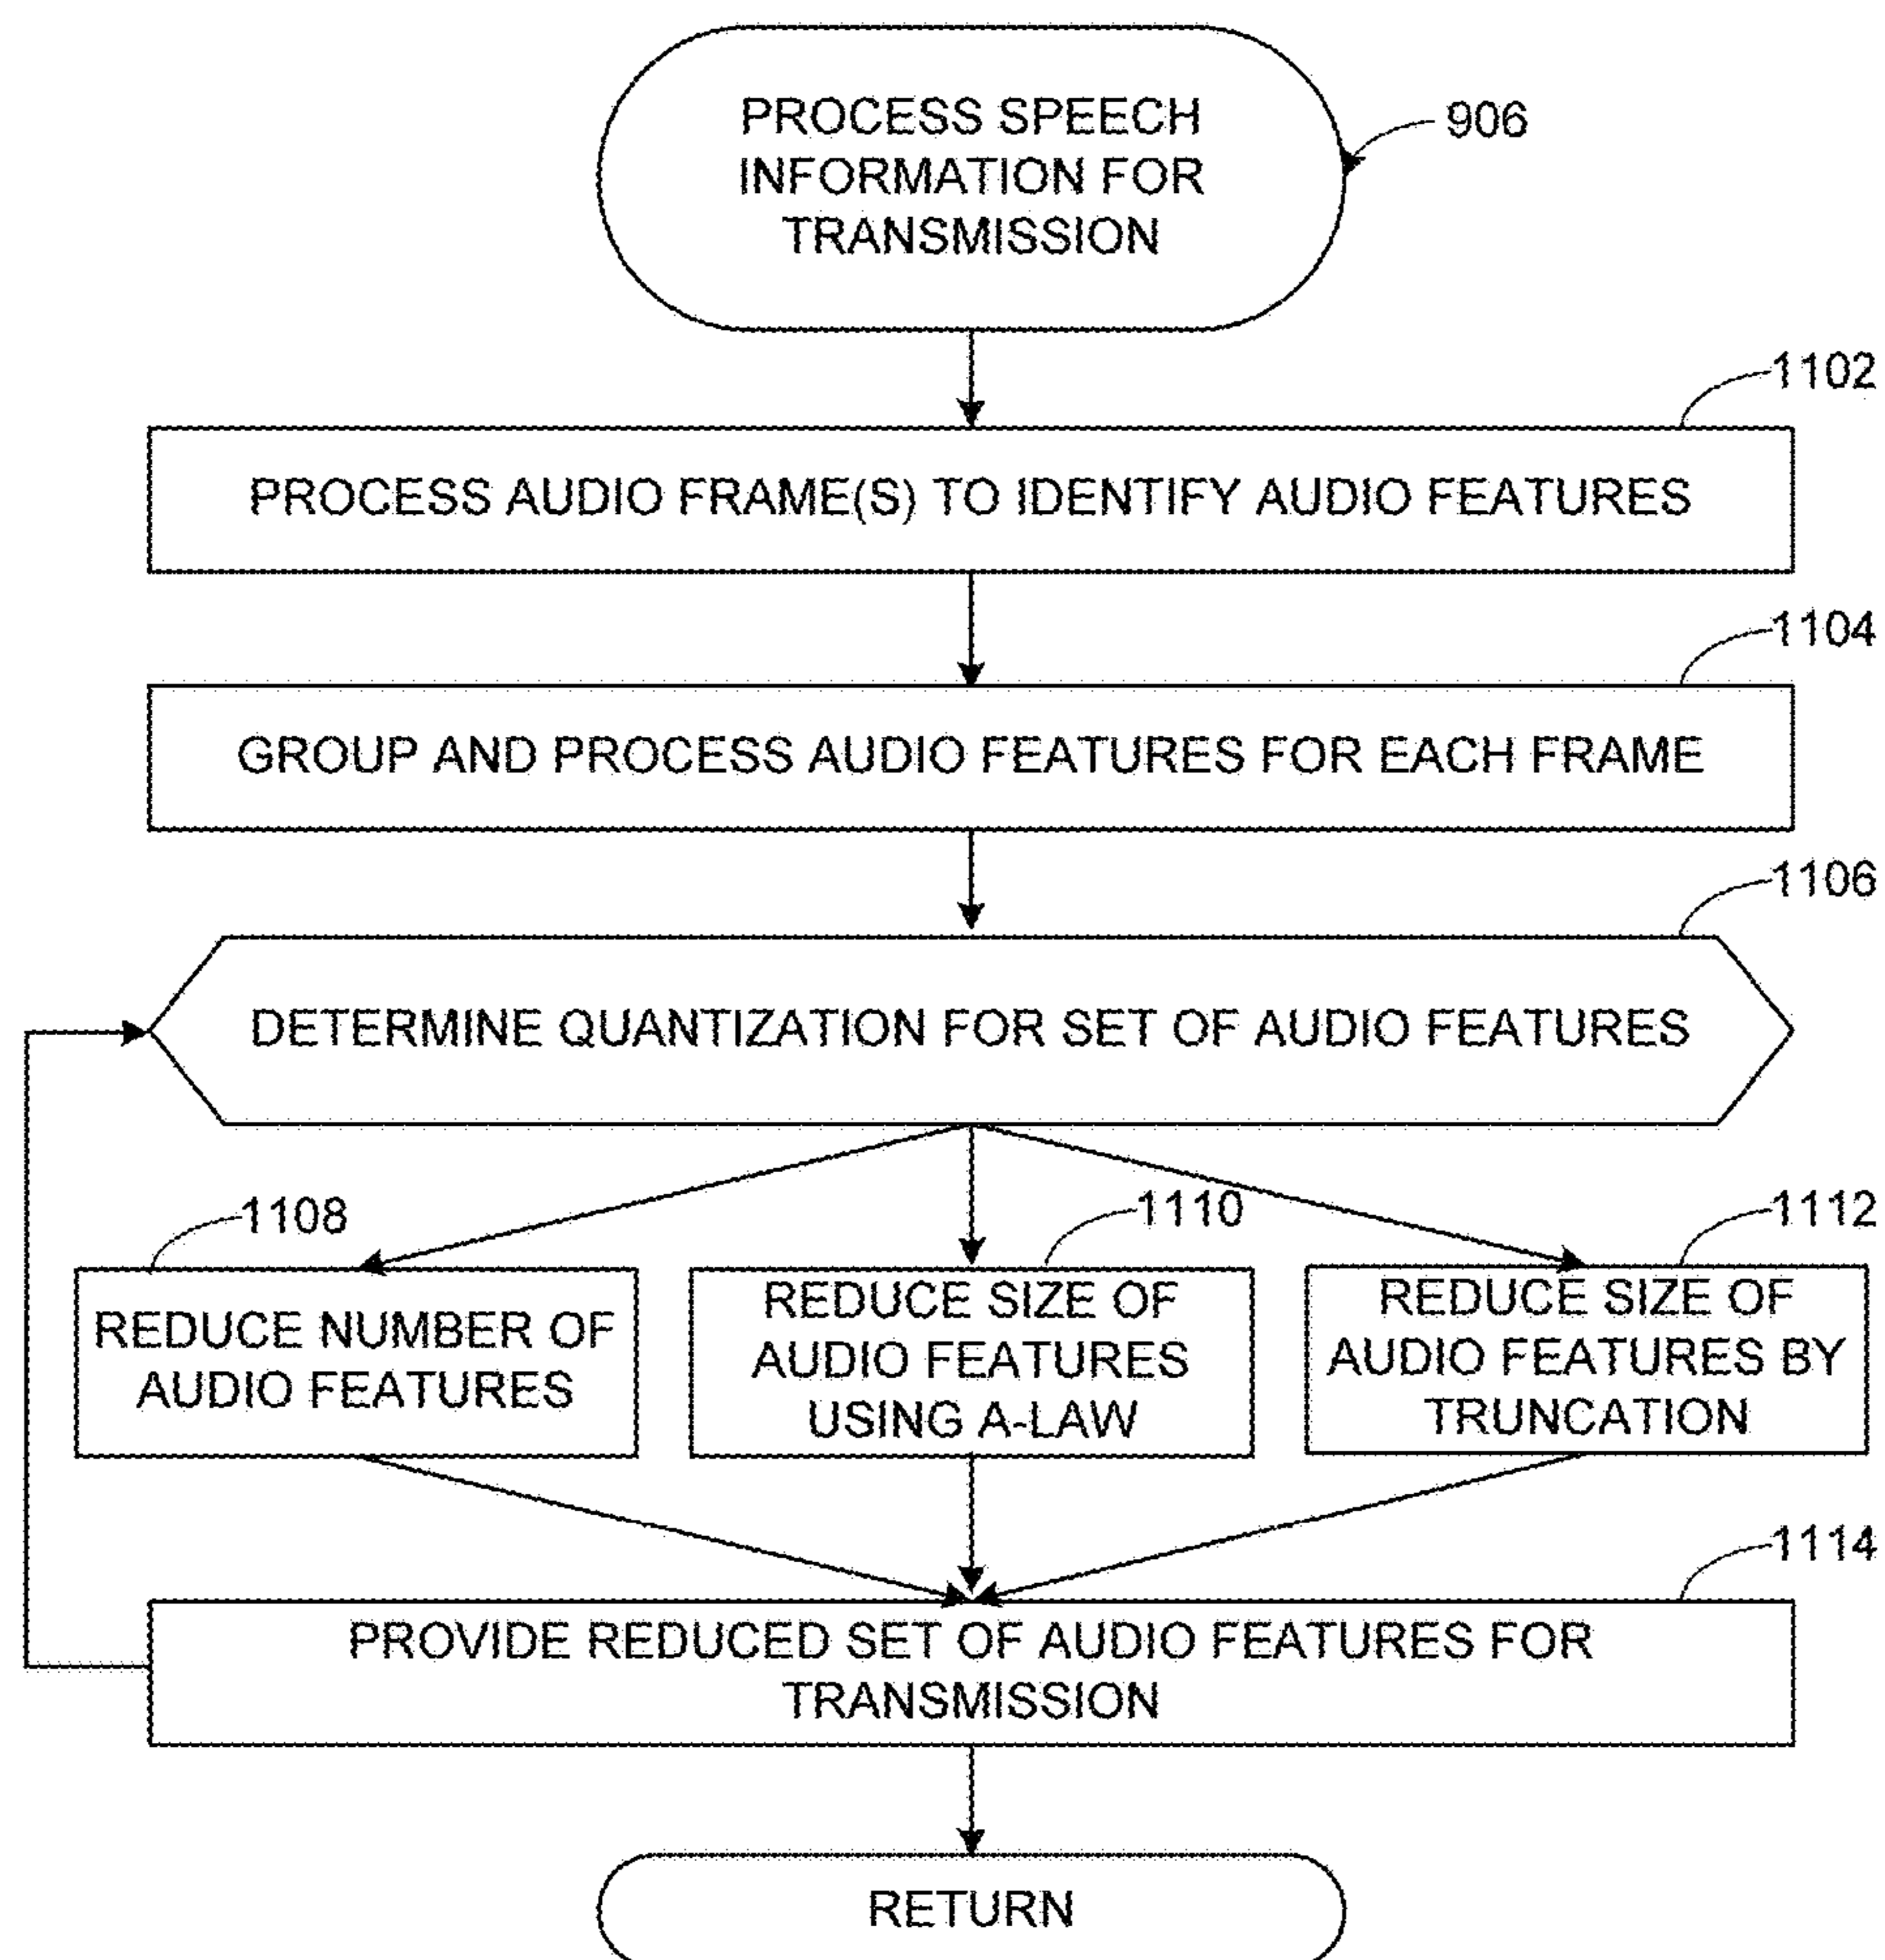 PROCESS SPEECH
INFORMATION FOR
TRANSMISSION
906
1102
PROCESS AUDIO FRAME(S) TO IDENTIFY AUDIO FEATURES
1104
GROUP AND PROCESS AUDIO FEATURES FOR EACH FRAME
1106
DETERMINE QUANTIZATION FOR SET OF AUDIO FEATURES
1108
REDUCE NUMBER OF
AUDIO FEATURES
1110
REDUCE SIZE OF
AUDIO FEATURES
USING A-LAW
1112
REDUCE SIZE OF
AUDIO FEATURES BY
TRUNCATION
1114
PROVIDE REDUCED SET OF AUDIO FEATURES FOR
TRANSMISSION
RETURN